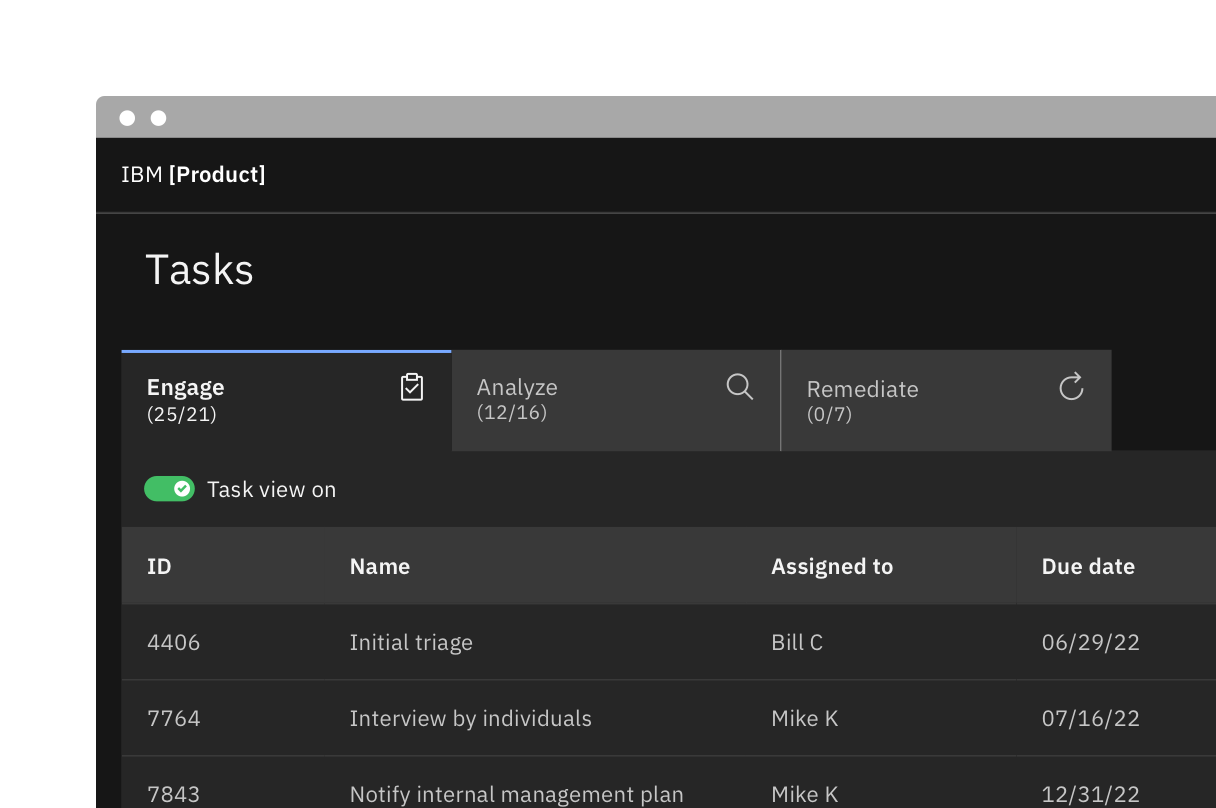 IBM [Product]
Tasks
Engage
(25/21)
Analyze
(12/16)
Remediate
(0/7)
Task view on
ID Name Assigned to Due date
4406 Initial triage Bill C 06/29/22
7764 Interview by individuals Mike K 07/16/22
7843 Notify internal management plan Mike K 12/31/22